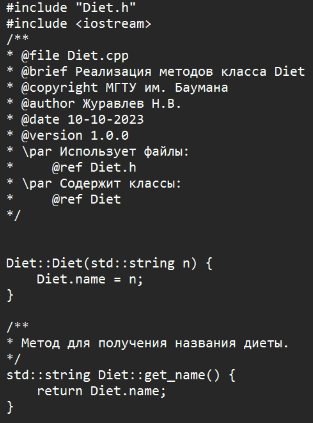 #include "Diet.h"
#include <iostream>
/**
* @file Diet.cpp
* @brief Реализация методов класса Diet
* @copyright МГТУ им. Баумана
* @author Журавлев Н.В.
* @date 10-10-2023
* @version 1.0.0
* \par Использует файлы:
*     @ref Diet.h
* \par Содержит классы:
*     @ref Diet
*/
Diet::Diet(std::string n) {
    Diet.name = n;
}
/**
* Метод для получения названия диеты.
*/
std::string Diet::get_name() {
    return Diet.name;
}